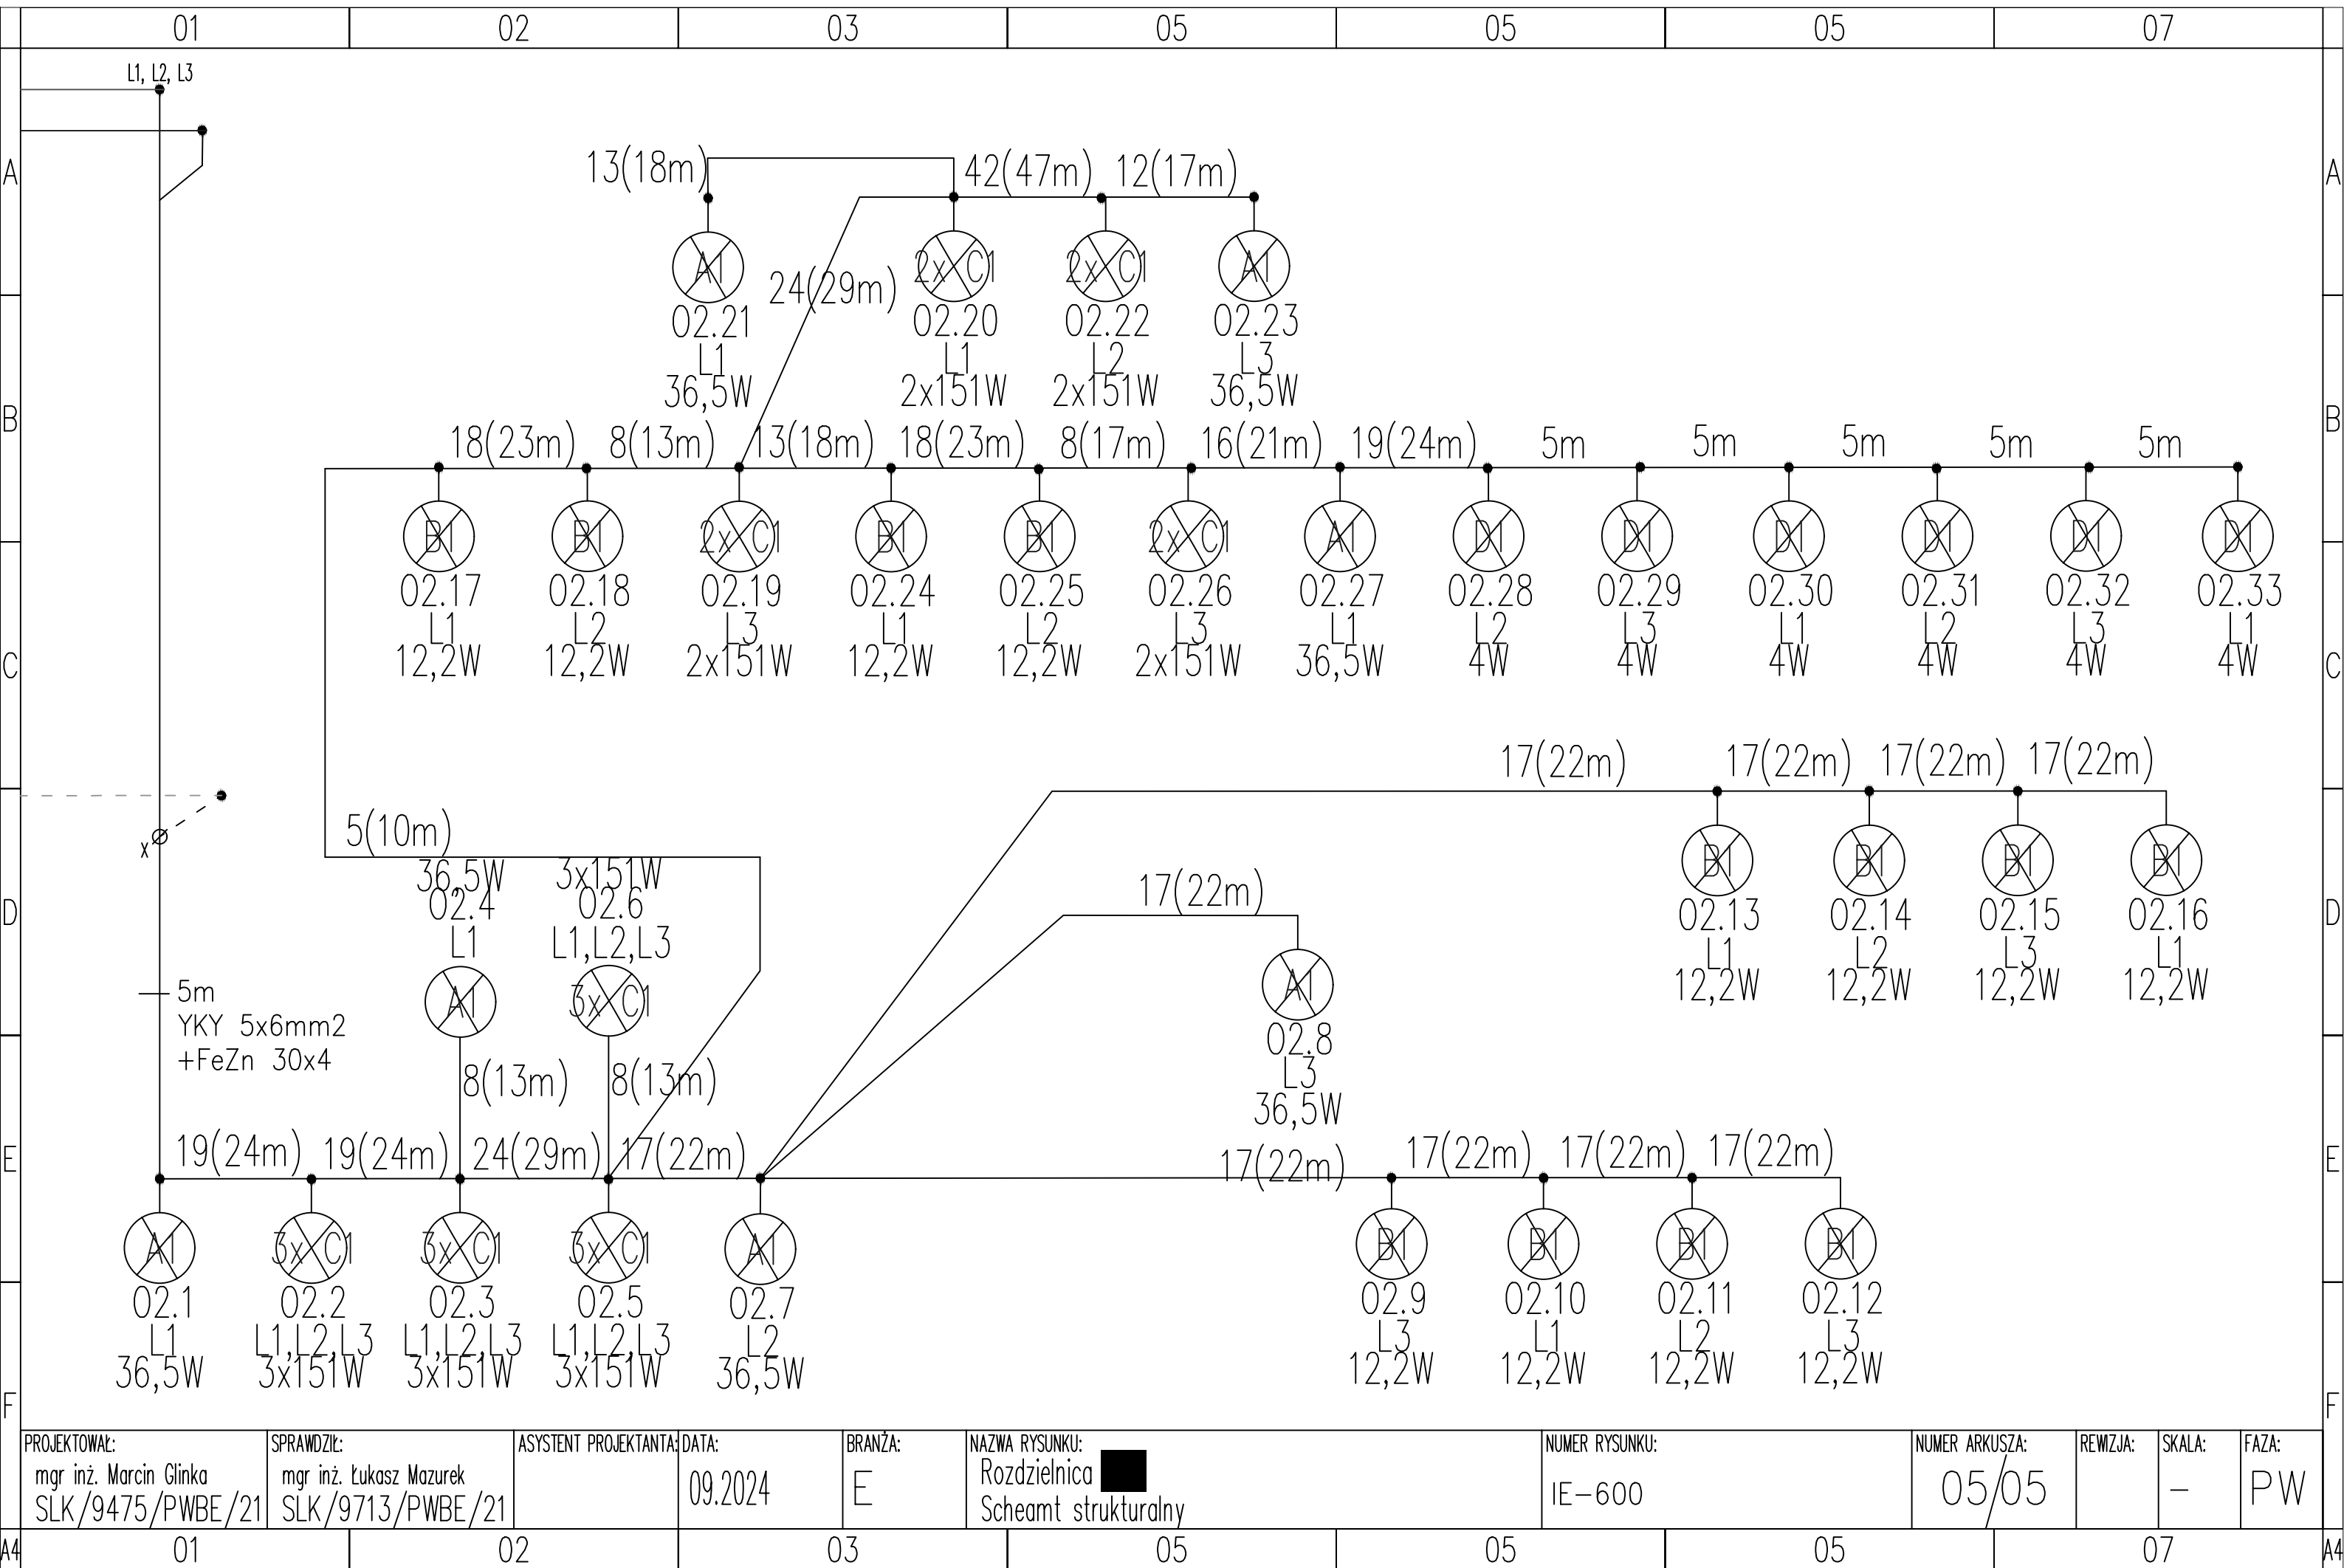 01 02 03 05 05 05 07
L1, L2, L3
A A
13(18m) 42(47m) 12(17m)
A1 2x C1 2x C1 A1
24(29m)
02.21 02.20 02.22 02.23
L1 L1 L2 L3
36,5W 2x151W 2x151W 36,5W
B B
18(23m) 8(13m) 13(18m) 18(23m) 8(17m) 16(21m) 19(24m) 5m 5m 5m 5m 5m
B1 B1 2x C1 B1 B1 2x C1 A1 D1 D1 D1 D1 D1 D1
02.17 02.18 02.19 02.24 02.25 02.26 02.27 02.28 02.29 02.30 02.31 02.32 02.33
L1 L2 L3 L1 L2 L3 L1 L2 L3 L1 L2 L3 L1
12,2W 12,2W 2x151W 12,2W 12,2W 2x151W 36,5W 4W 4W 4W 4W 4W 4W
C C
17(22m) 17(22m) 17(22m) 17(22m)
5(10m)
x
B1 B1 B1 B1
36,5W 3x151W
02.4 02.6
L1 L1,L2,L3
17(22m)
D D
02.13 02.14 02.15 02.16
L1 L2 L3 L1
12,2W 12,2W 12,2W 12,2W
A1 3x C1 A1
5m
YKY 5x6mm2
+FeZn 30x4
02.8
L3
36,5W
8(13m) 8(13m)
E E
19(24m) 19(24m) 24(29m) 17(22m) 17(22m) 17(22m) 17(22m) 17(22m)
A1 3x C1 3x C1 3x C1 A1 B1 B1 B1 B1
02.1 02.2 02.3 02.5 02.7 02.9 02.10 02.11 02.12
L1 L1,L2,L3 L1,L2,L3 L1,L2,L3 L2 L3 L1 L2 L3
36,5W 3x151W 3x151W 3x151W 36,5W 12,2W 12,2W 12,2W 12,2W
F F
PROJEKTOWAŁ: SPRAWDZIŁ: ASYSTENT PROJEKTANTA: DATA: BRANŻA: NAZWA RYSUNKU: NUMER RYSUNKU: NUMER ARKUSZA: REWIZJA: SKALA: FAZA:
mgr inż. Marcin Glinka mgr inż. Łukasz Mazurek 09.2024 E Rozdzielnica IE-600 05/05 - PW
SLK/9475/PWBE/21 SLK/9713/PWBE/21 Scheamt strukturalny
A4 01 02 03 05 05 05 07 A4